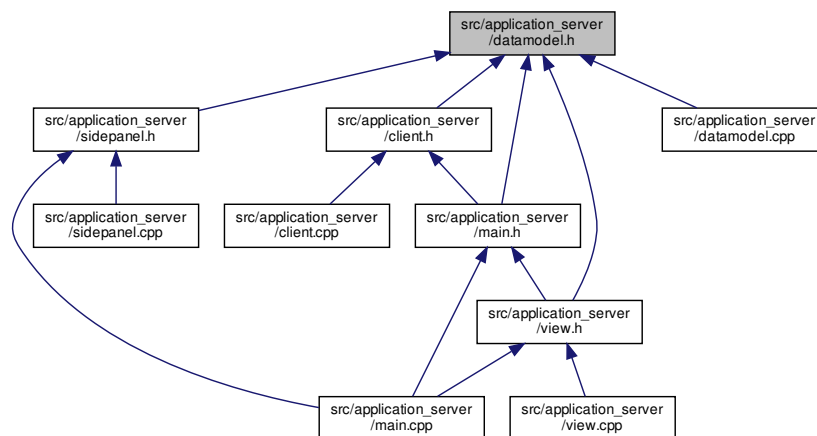 src/application_server
/datamodel.h
src/application_server
/sidepanel.h
src/application_server
/client.h
src/application_server
/datamodel.cpp
src/application_server
/sidepanel.cpp
src/application_server
/client.cpp
src/application_server
/main.h
src/application_server
/view.h
src/application_server
/main.cpp
src/application_server
/view.cpp